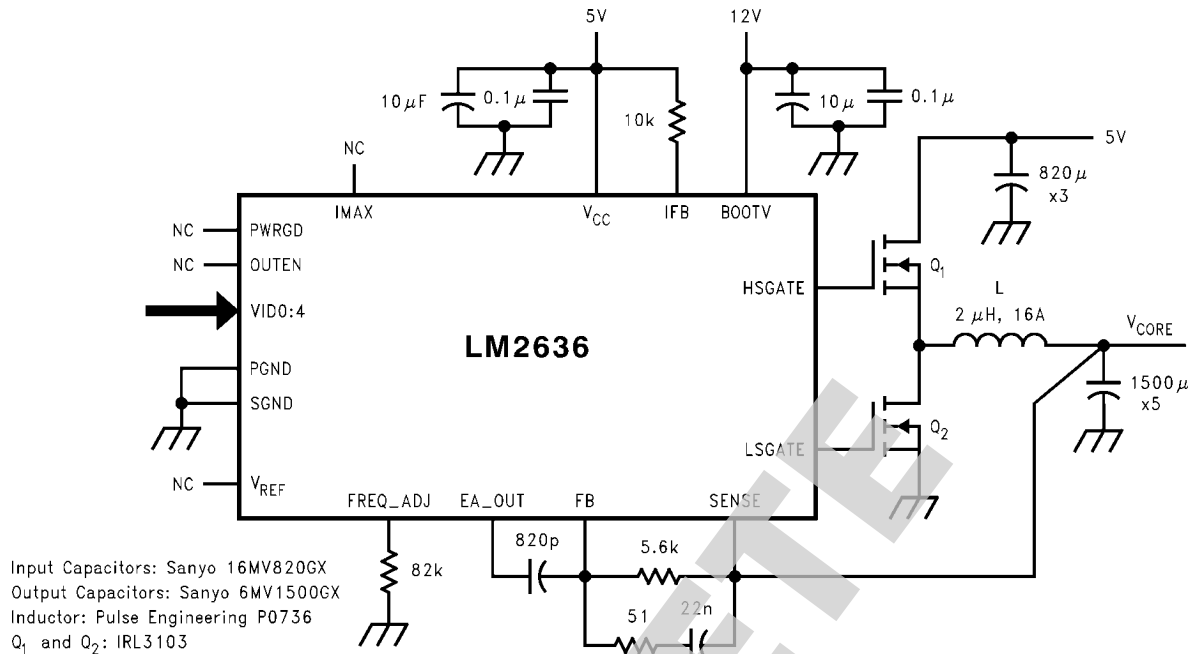 5V
12V
10μF
0.1μ
10k
10μ
0.1μ
5V
820μ
x3
NC
IMAX
VCC
IFB
BOOTV
NC
PWRGD
NC
OUTEN
VID0:4
PGND
SGND
NC
VREF
LM2636
HSGATE
LSGATE
Q1
L
2 μH, 16A
VCORE
1500μ
x5
Q2
FREQ_ADJ
EA_OUT
FB
SENSE
82k
820p
5.6k
51
22n
Input Capacitors: Sanyo 16MV820GX
Output Capacitors: Sanyo 6MV1500GX
Inductor: Pulse Engineering P0736
Q1 and Q2: IRL3103
ETE